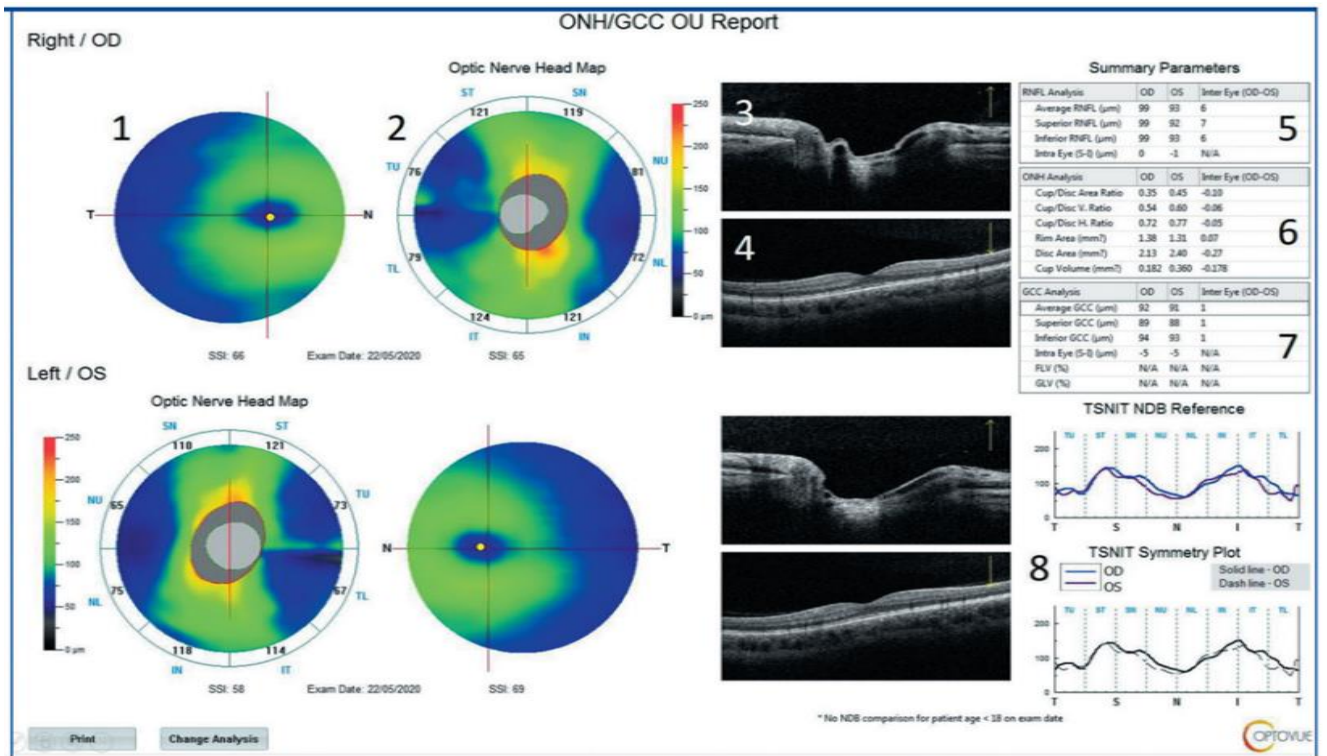 ONH/GCC OU Report
Right / OD
1
T
N
SSI: 66
Exam Date: 22/05/2020
Optic Nerve Head Map
2
ST
SN
TU
NU
TL
NL
IT
IN
121
119
76
81
79
72
124
121
SSI: 65
250
200
150
100
50
0 µm
3
4
Summary Parameters
RNFL Analysis OD OS Inter Eye (OD-OS)
Average RNFL (µm) 99 93 6
Superior RNFL (µm) 99 92 7
Inferior RNFL (µm) 99 93 6
Intra Eye (S-I) (µm) 0 -1 N/A
5
ONH Analysis OD OS Inter Eye (OD-OS)
Cup/Disc Area Ratio 0.35 0.45 -0.10
Cup/Disc V. Ratio 0.54 0.60 -0.06
Cup/Disc H. Ratio 0.72 0.77 -0.05
Rim Area (mm?) 1.38 1.31 0.07
Disc Area (mm?) 2.13 2.40 -0.27
Cup Volume (mm?) 0.182 0.360 -0.178
6
GCC Analysis OD OS Inter Eye (OD-OS)
Average GCC (µm) 92 91 1
Superior GCC (µm) 89 88 1
Inferior GCC (µm) 94 93 1
Intra Eye (S-I) (µm) -5 -5 N/A
FLV (%) N/A N/A N/A
GLV (%) N/A N/A N/A
7
Left / OS
Optic Nerve Head Map
250
200
150
100
50
0 µm
SN
ST
NU
TU
NL
TL
IN
IT
110
121
65
73
75
67
118
114
SSI: 58
Exam Date: 22/05/2020
N
T
SSI: 69
TSNIT NDB Reference
TU ST SN NU NL IN IT TL
200
100
0
T S N I T
8
TSNIT Symmetry Plot
OD
OS
Solid line - OD
Dash line - OS
TU ST SN NU NL IN IT TL
200
100
0
T S N I T
* No NDB comparison for patient age < 18 on exam date
Print
Change Analysis
OPTOVUE